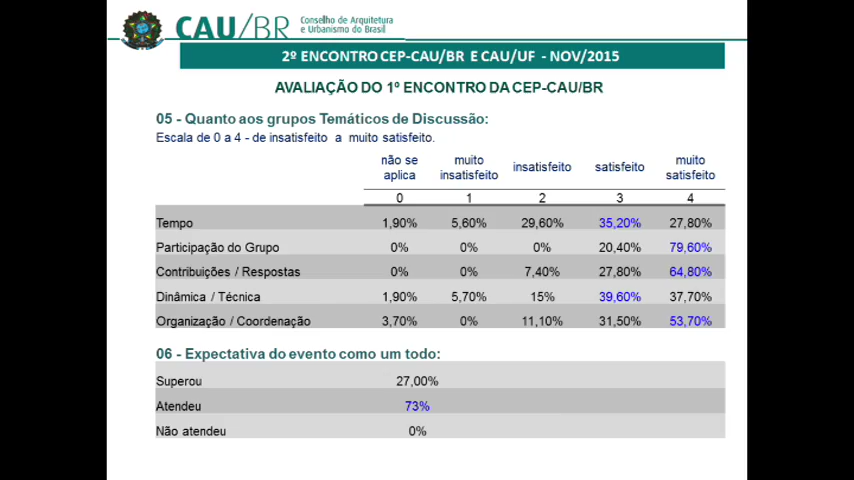 CAU/BR Conselho de Arquitetura
e Urbanismo do Brasil
2º ENCONTRO CEP-CAU/BR E CAU/UF - NOV/2015
AVALIAÇÃO DO 1º ENCONTRO DA CEP-CAU/BR
05 - Quanto aos grupos Temáticos de Discussão:
Escala de 0 a 4 - de insatisfeito a muito satisfeito.
não se aplica muito insatisfeito insatisfeito satisfeito muito satisfeito
0 1 2 3 4
Tempo 1,90% 5,60% 29,60% 35,20% 27,80%
Participação do Grupo 0% 0% 0% 20,40% 79,60%
Contribuições / Respostas 0% 0% 7,40% 27,80% 64,80%
Dinâmica / Técnica 1,90% 5,70% 15% 39,60% 37,70%
Organização / Coordenação 3,70% 0% 11,10% 31,50% 53,70%
06 - Expectativa do evento como um todo:
Superou 27,00%
Atendeu 73%
Não atendeu 0%